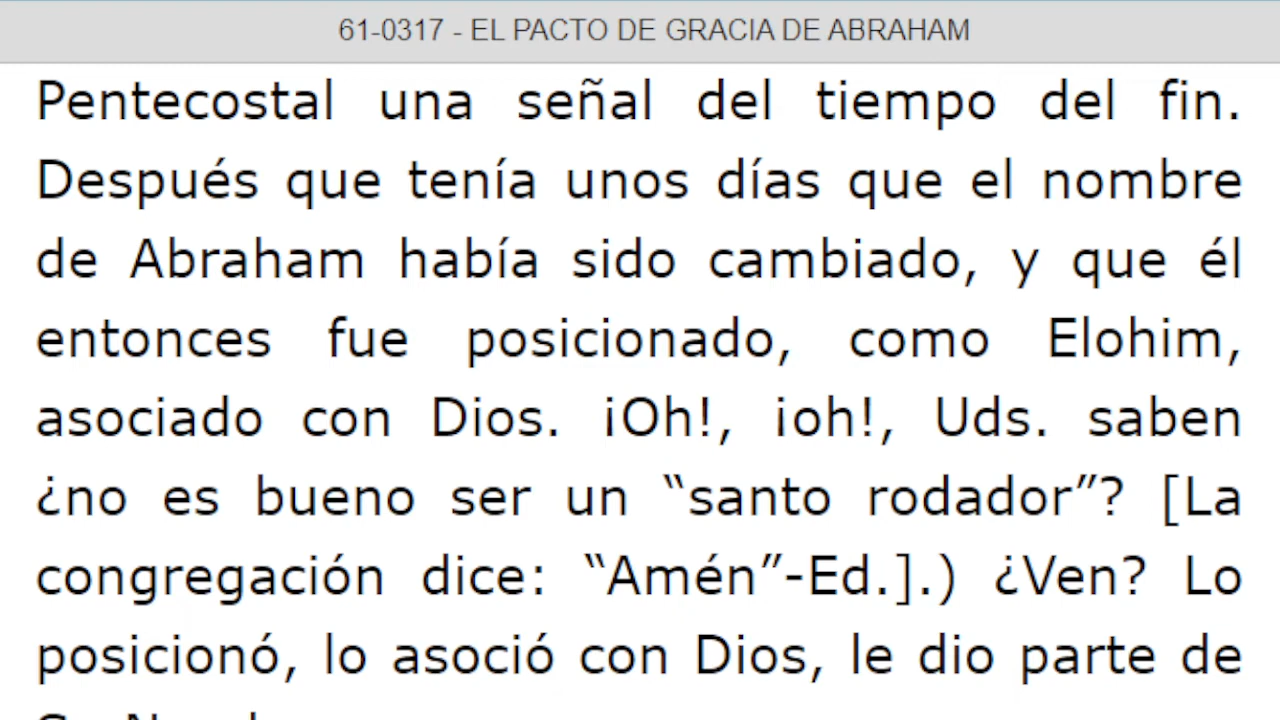 61-0317 - EL PACTO DE GRACIA DE ABRAHAM
Pentecostal una señal del tiempo del fin.
Después que tenía unos días que el nombre
de Abraham había sido cambiado, y que él
entonces fue posicionado, como Elohim,
asociado con Dios. ¡Oh!, ¡oh!, Uds. saben
¿no es bueno ser un “santo rodador”? [La
congregación dice: “Amén”-Ed.].) ¿Ven? Lo
posicionó, lo asoció con Dios, le dio parte de